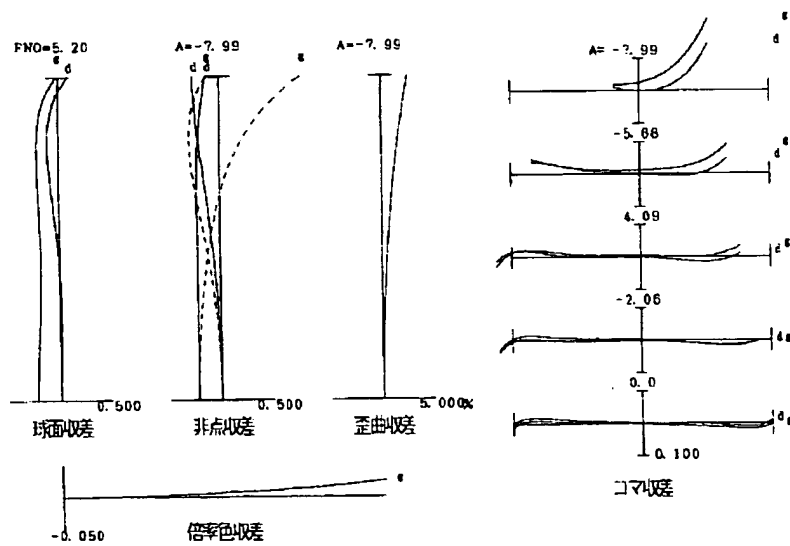 FNO=5.20
g
d
0.500
球面収差
A=-7.99
g
d d
0.500
g
非点収差
A=-7.99
5.000%
歪曲収差
A= -7.99
g
d
-5.68
d g
4.09
d g
-2.06
d g
0.0
d g
0.100
コマ収差
g
-0.050
倍率色収差